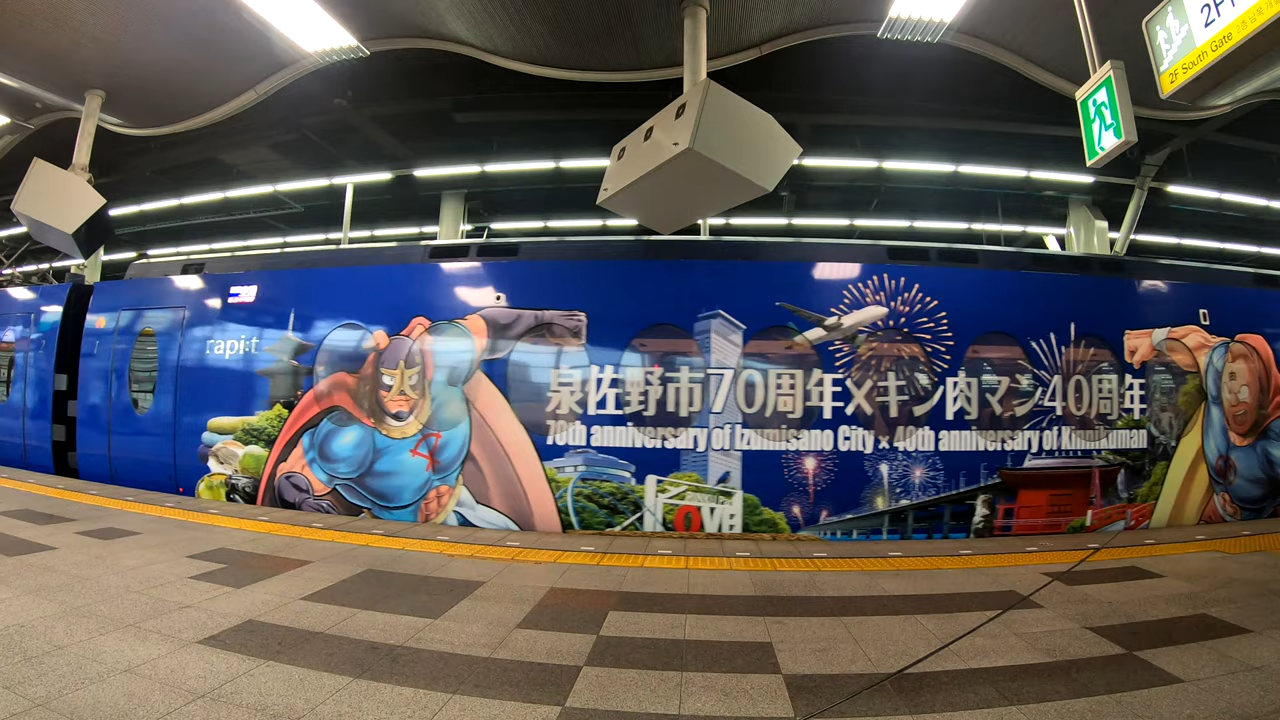 2F
2F South Gate
rapi:t
泉佐野市70周年×キン肉マン40周年
70th anniversary of Izumisano City × 40th anniversary of Kinnikuman
LOVE